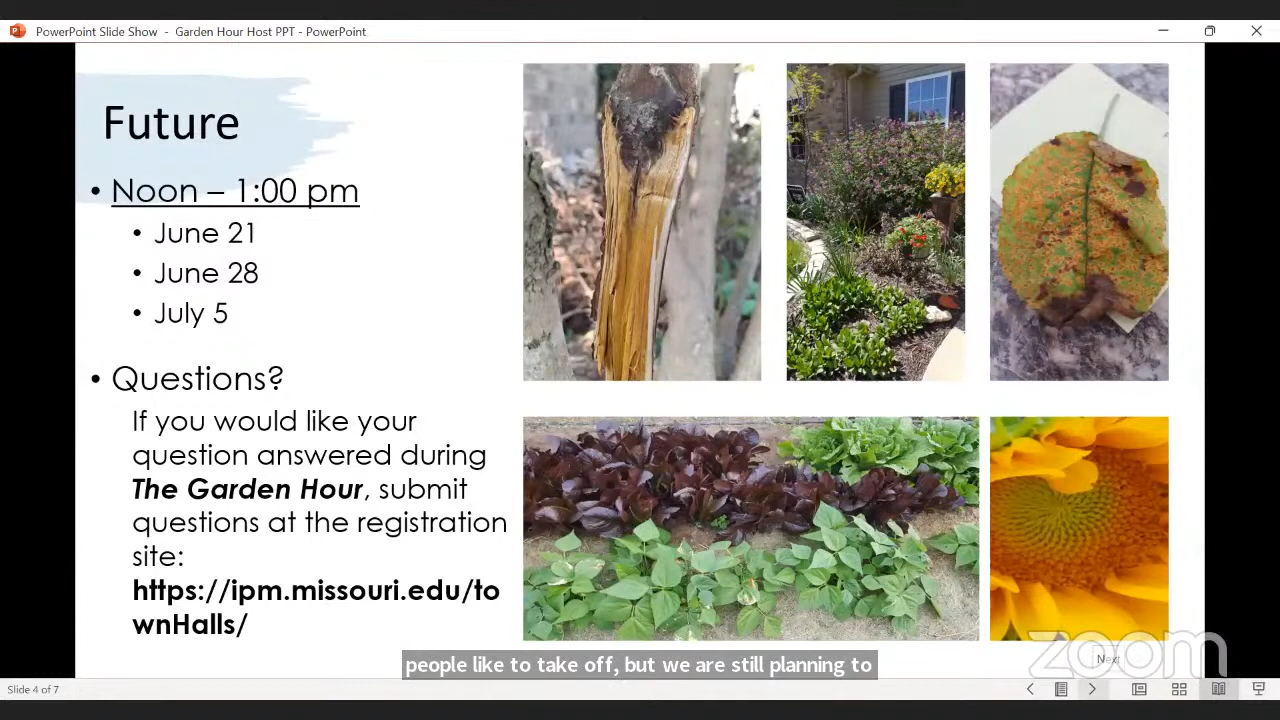 PowerPoint Slide Show - Garden Hour Host PPT - PowerPoint
Future
• Noon – 1:00 pm
• June 21
• June 28
• July 5
• Questions?
If you would like your
question answered during
The Garden Hour, submit
questions at the registration
site:
https://ipm.missouri.edu/to
wnHalls/
people like to take off, but we are still planning to
zoom
Next
Slide 4 of 7